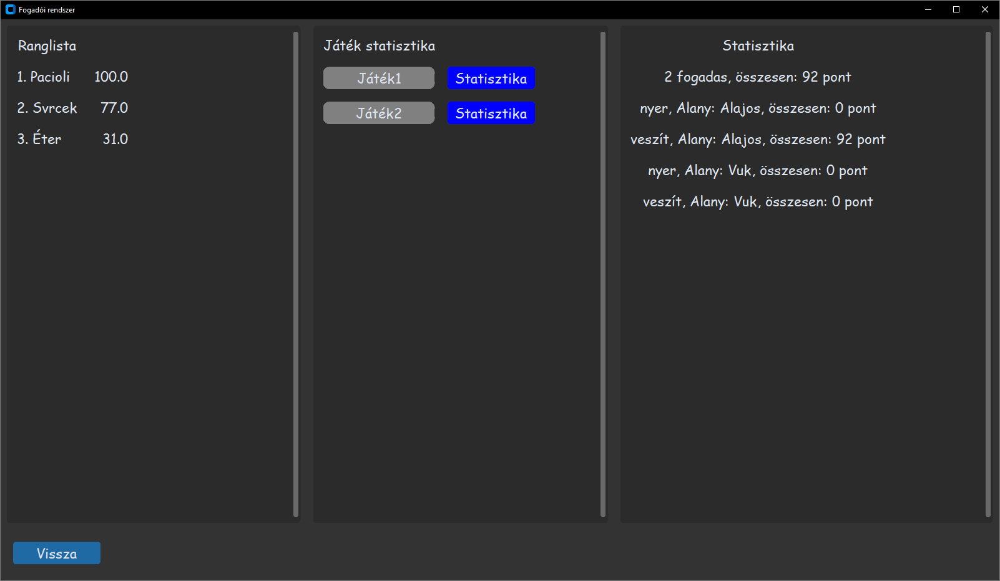 Fogadói rendszer
Ranglista
1. Pacioli 100.0
2. Svrcek 77.0
3. Éter 31.0
Játék statisztika
Játék1 Statisztika
Játék2 Statisztika
Statisztika
2 fogadas, összesen: 92 pont
nyer, Alany: Alajos, összesen: 0 pont
veszít, Alany: Alajos, összesen: 92 pont
nyer, Alany: Vuk, összesen: 0 pont
veszít, Alany: Vuk, összesen: 0 pont
Vissza